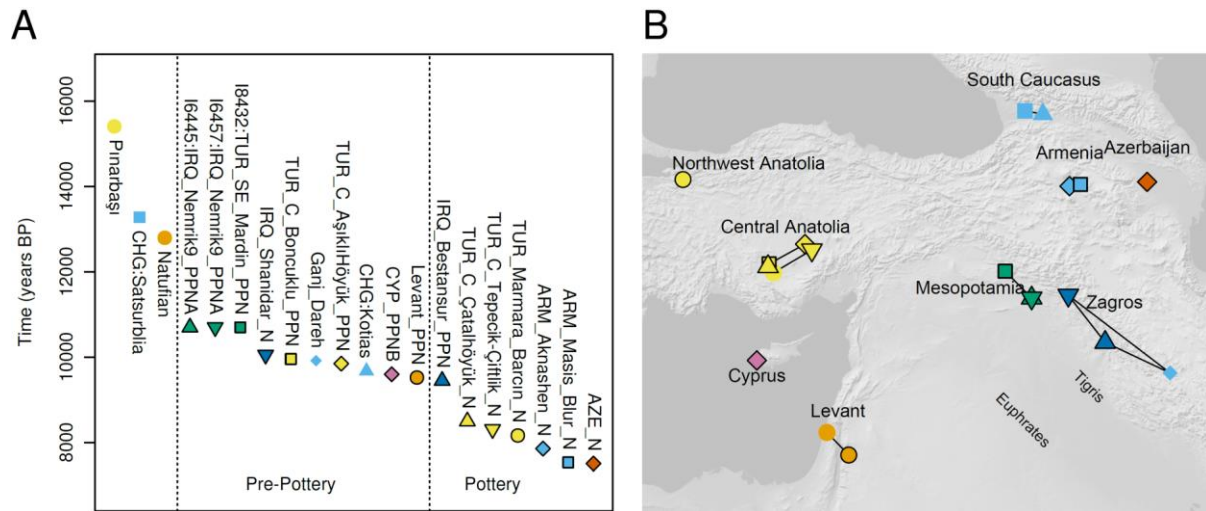 A
Time (years BP)
16000
14000
12000
10000
8000
Pınarbaşı
CHG:Satsurblia
Natufian
I6445:IRQ_Nemrik9_PPNA
I6457:IRQ_Nemrik9_PPNA
I8432:TUR_SE_Mardin_PPN
IRQ_Shanidar_N
TUR_C_Boncuklu_PPN
Ganj_Dareh
TUR_C_AşıklıHöyük_PPN
CHG:Kotias
CYP_PPNB
Levant_PPN
IRQ_Bestansur_PPN
TUR_C_Çatalhöyük_N
TUR_C_Tepecik-Çiftlik_N
TUR_Marmara_Barcın_N
ARM_Aknashen_N
ARM_Masis_Blur_N
AZE_N
Pre-Pottery
Pottery
B
South Caucasus
Armenia
Azerbaijan
Northwest Anatolia
Central Anatolia
Mesopotamia
Zagros
Cyprus
Tigris
Euphrates
Levant